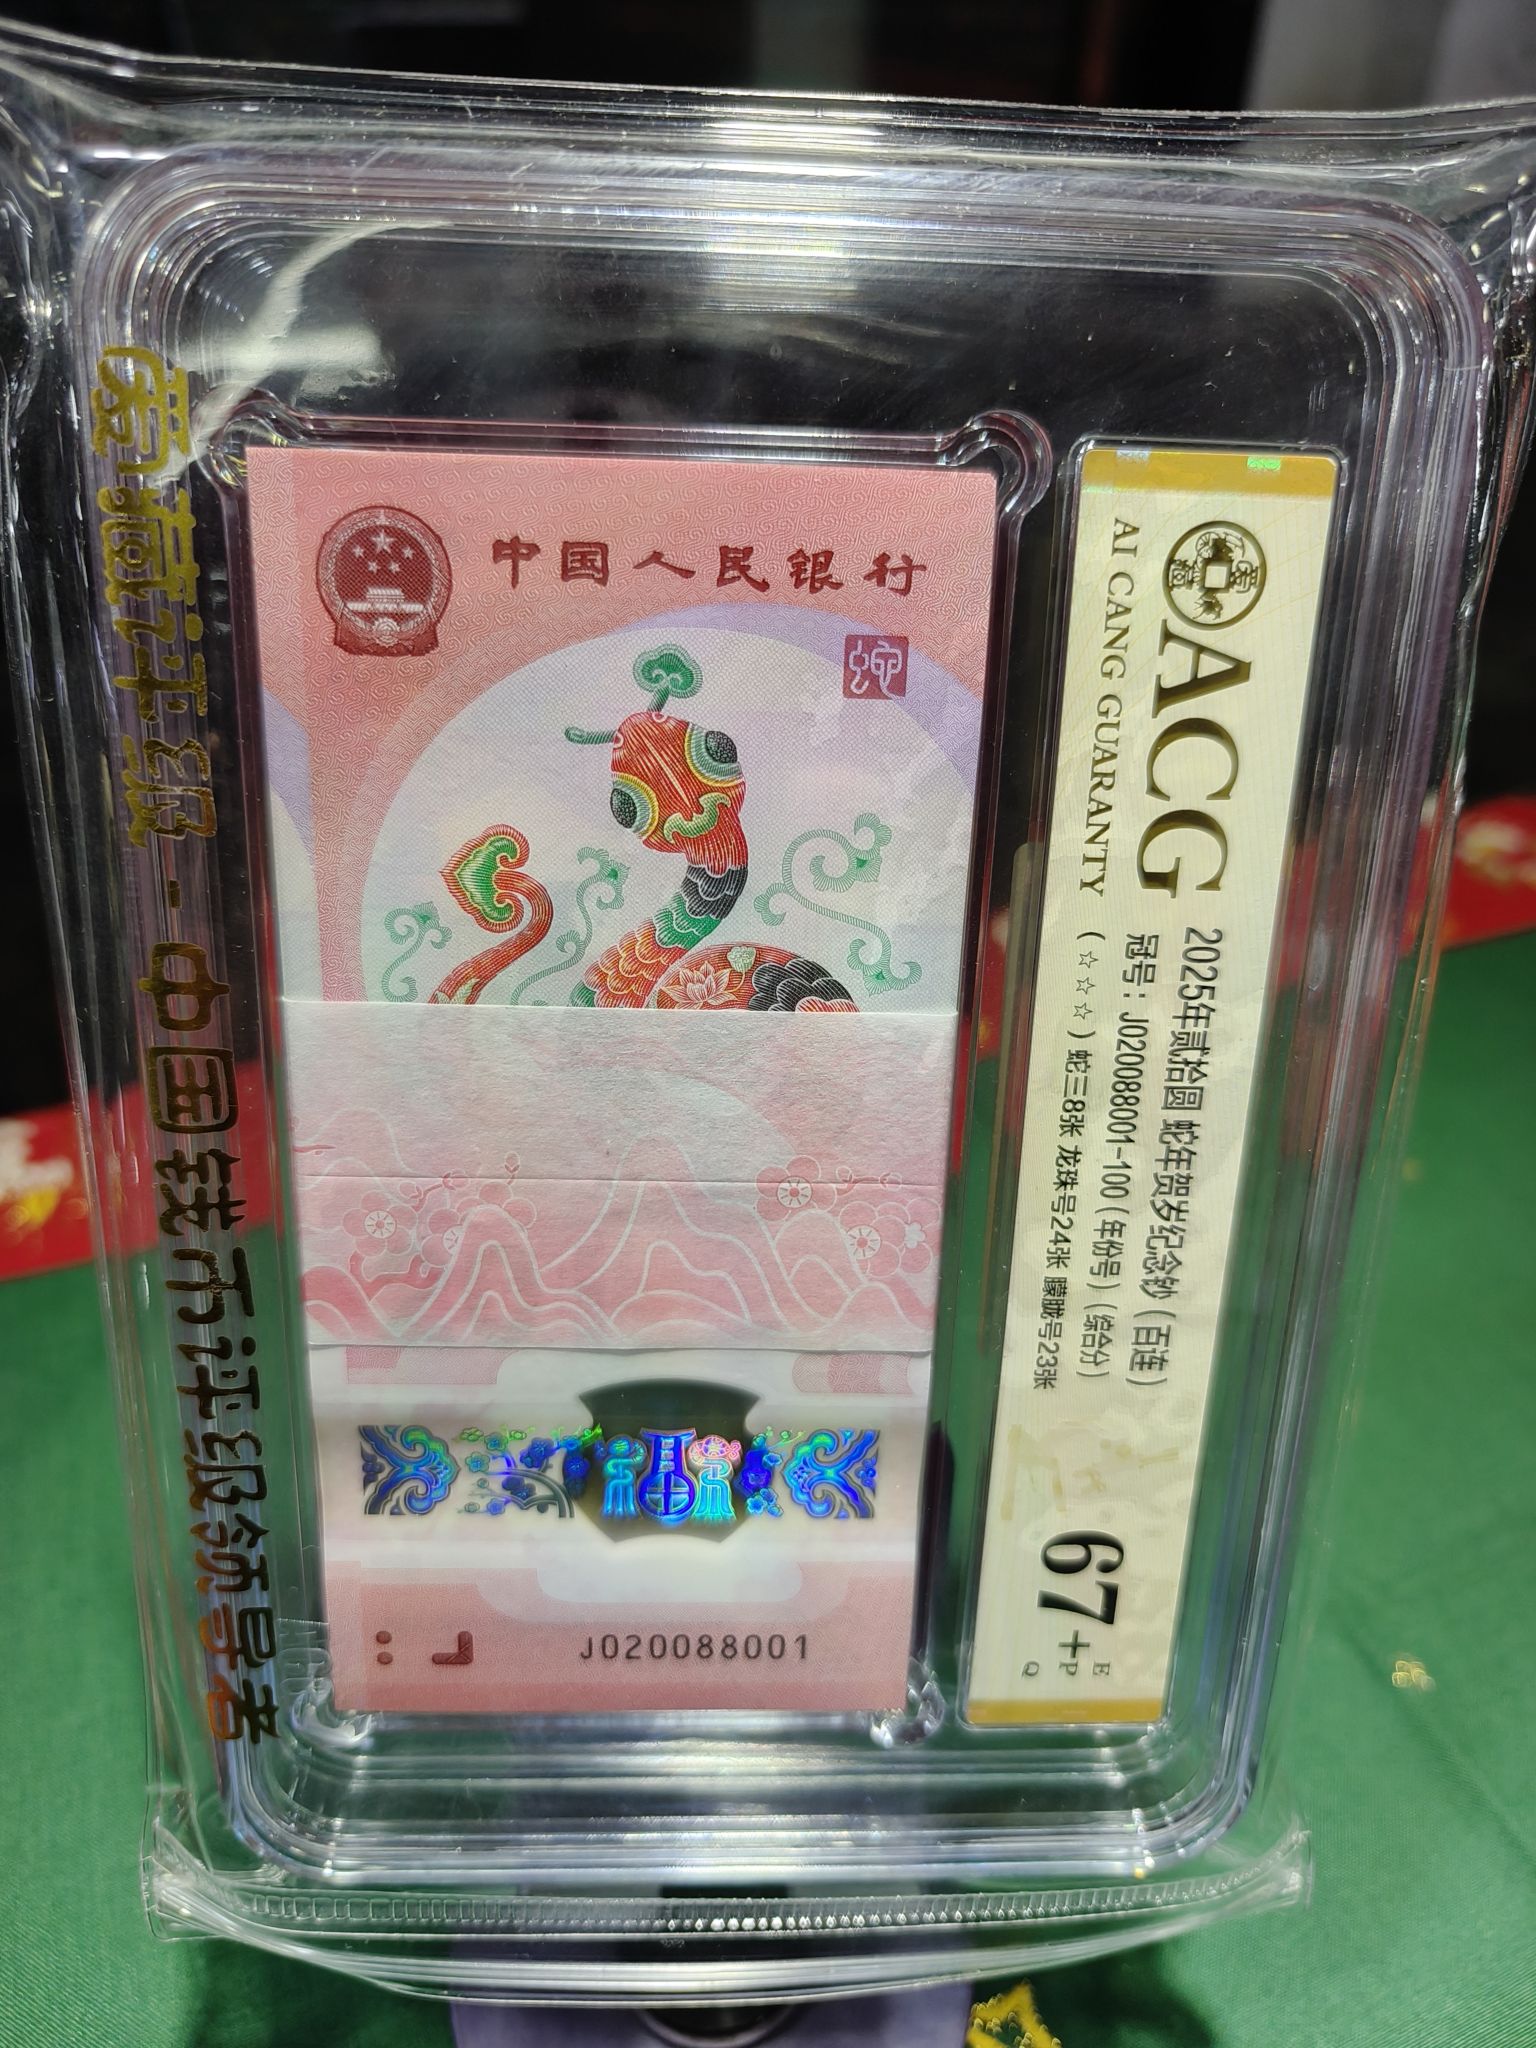 中国人民银行
蛇
J020088001
爱藏评级-中国钱币评级领导者
ACG
AI CANG GUARANTY
2025年贰拾圆 蛇年贺岁纪念钞（百连）
冠号：J020088001-100（年份号）（综合分）
（☆☆☆）蛇三8张 龙珠号24张 朦胧号23张
67+
E
P
Q